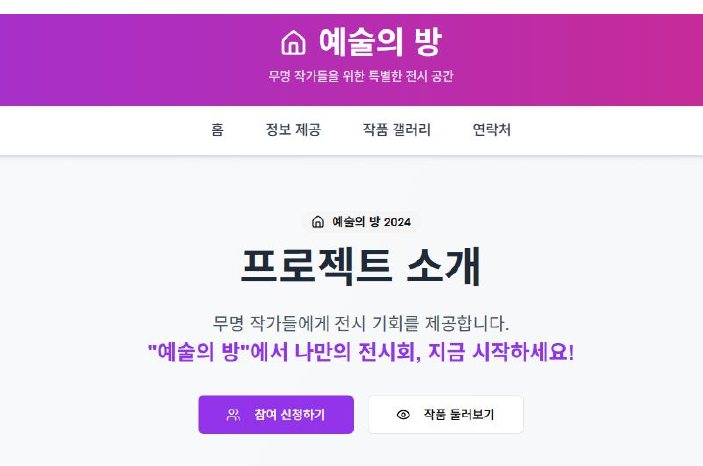 예술의 방
무명 작가들을 위한 특별한 전시 공간
홈 정보 제공 작품 갤러리 연락처
예술의 방 2024
프로젝트 소개
무명 작가들에게 전시 기회를 제공합니다.
"예술의 방"에서 나만의 전시회, 지금 시작하세요!
참여 신청하기 작품 둘러보기